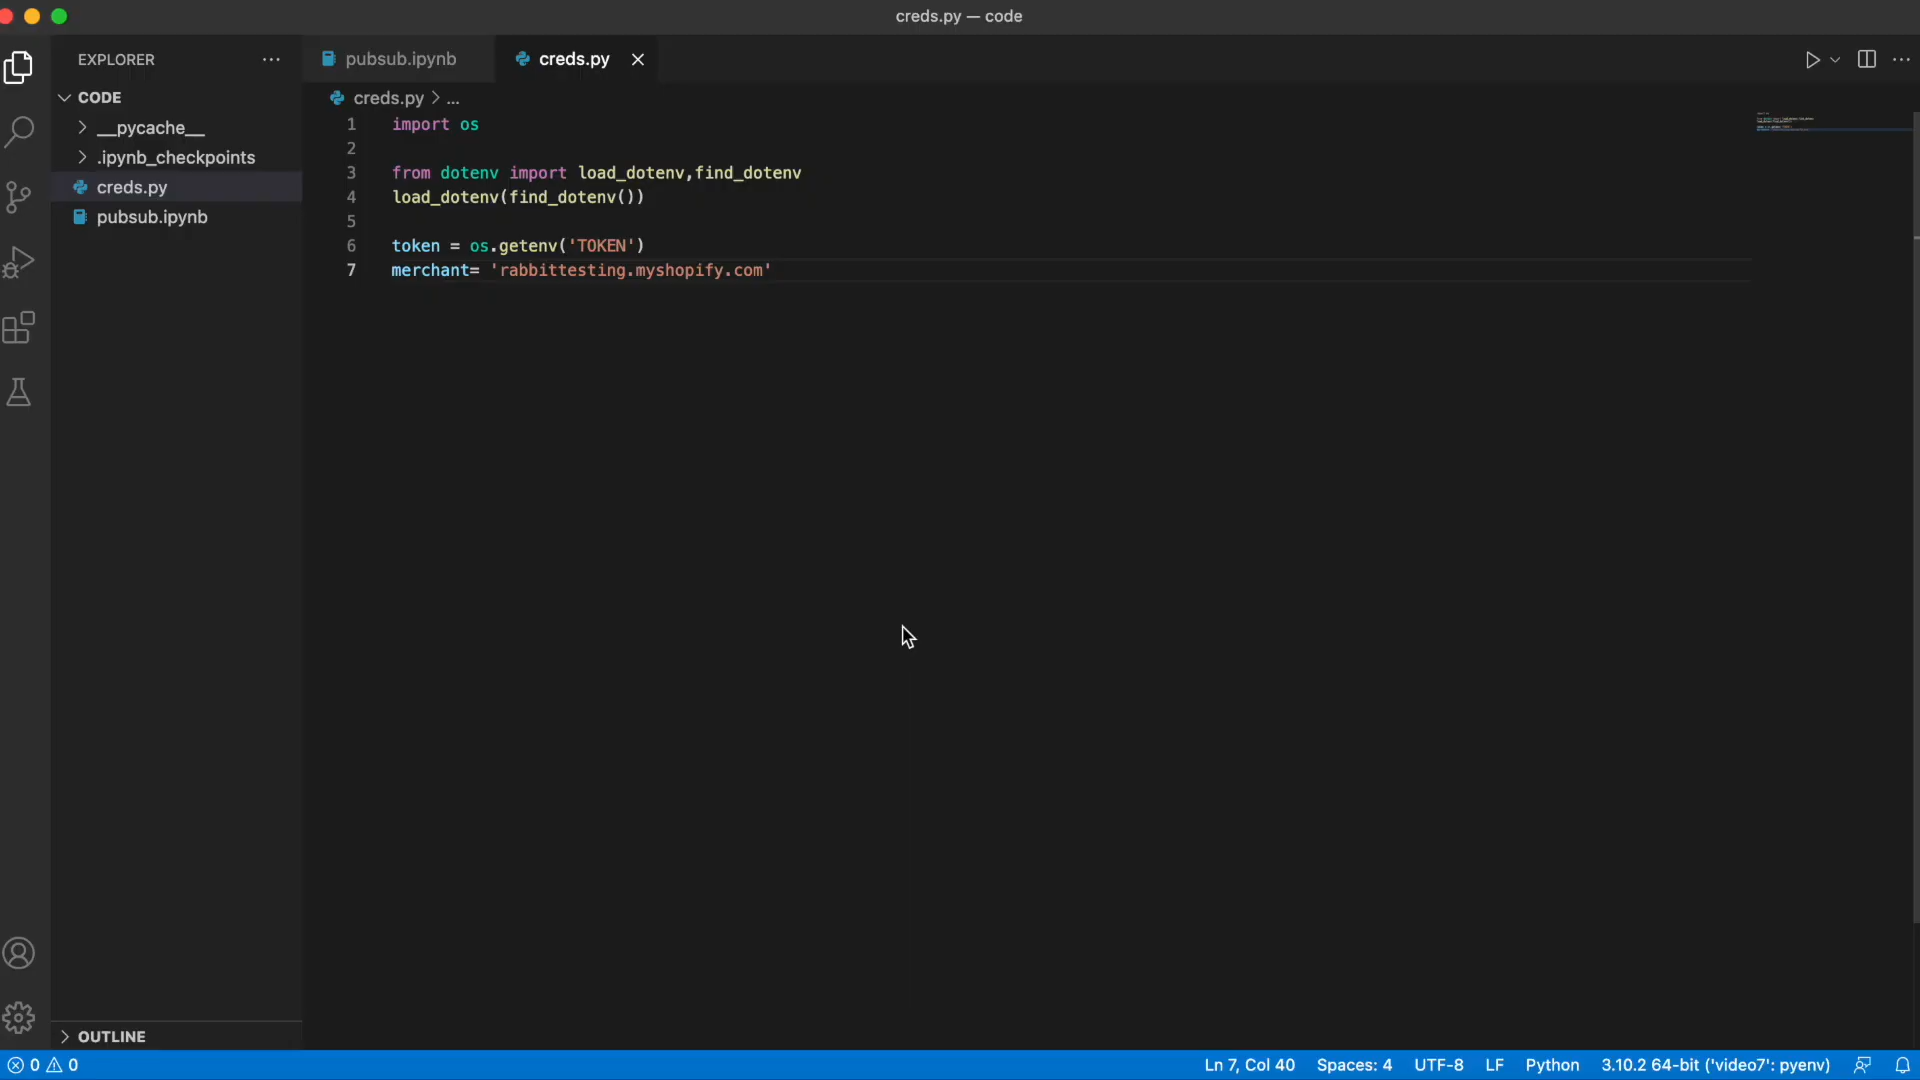 creds.py — code
EXPLORER
CODE
__pycache__
.ipynb_checkpoints
creds.py
pubsub.ipynb
OUTLINE
pubsub.ipynb
creds.py
creds.py > ...
1 import os
2
3 from dotenv import load_dotenv,find_dotenv
4 load_dotenv(find_dotenv())
5
6 token = os.getenv('TOKEN')
7 merchant= 'rabbittesting.myshopify.com'
0 0 Ln 7, Col 40 Spaces: 4 UTF-8 LF Python 3.10.2 64-bit ('video7': pyenv)